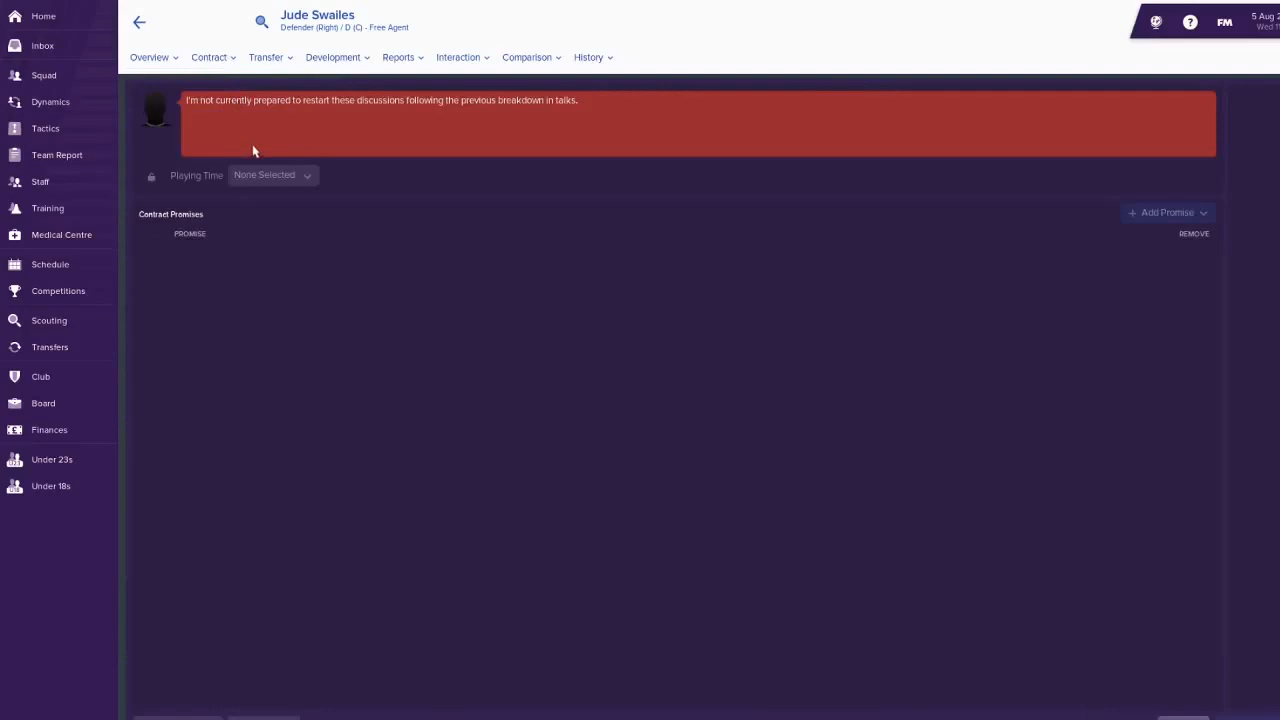 Jude Swailes
Defender (Right) / D (C) - Free Agent
FM
5 Aug 2
Wed 1
Home
Inbox
Squad
Dynamics
Tactics
Team Report
Staff
Training
Medical Centre
Schedule
Competitions
Scouting
Transfers
Club
Board
Finances
Under 23s
Under 18s
Overview
Contract
Transfer
Development
Reports
Interaction
Comparison
History
I'm not currently prepared to restart these discussions following the previous breakdown in talks.
Playing Time
None Selected
Contract Promises
+ Add Promise
PROMISE
REMOVE